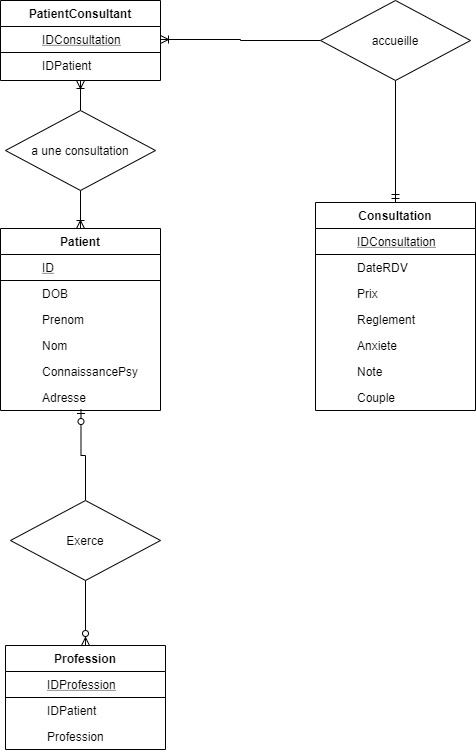 PatientConsultant
IDConsultation
IDPatient
accueille
a une consultation
Patient
ID
DOB
Prenom
Nom
ConnaissancePsy
Adresse
Consultation
IDConsultation
DateRDV
Prix
Reglement
Anxiete
Note
Couple
Exerce
Profession
IDProfession
IDPatient
Profession